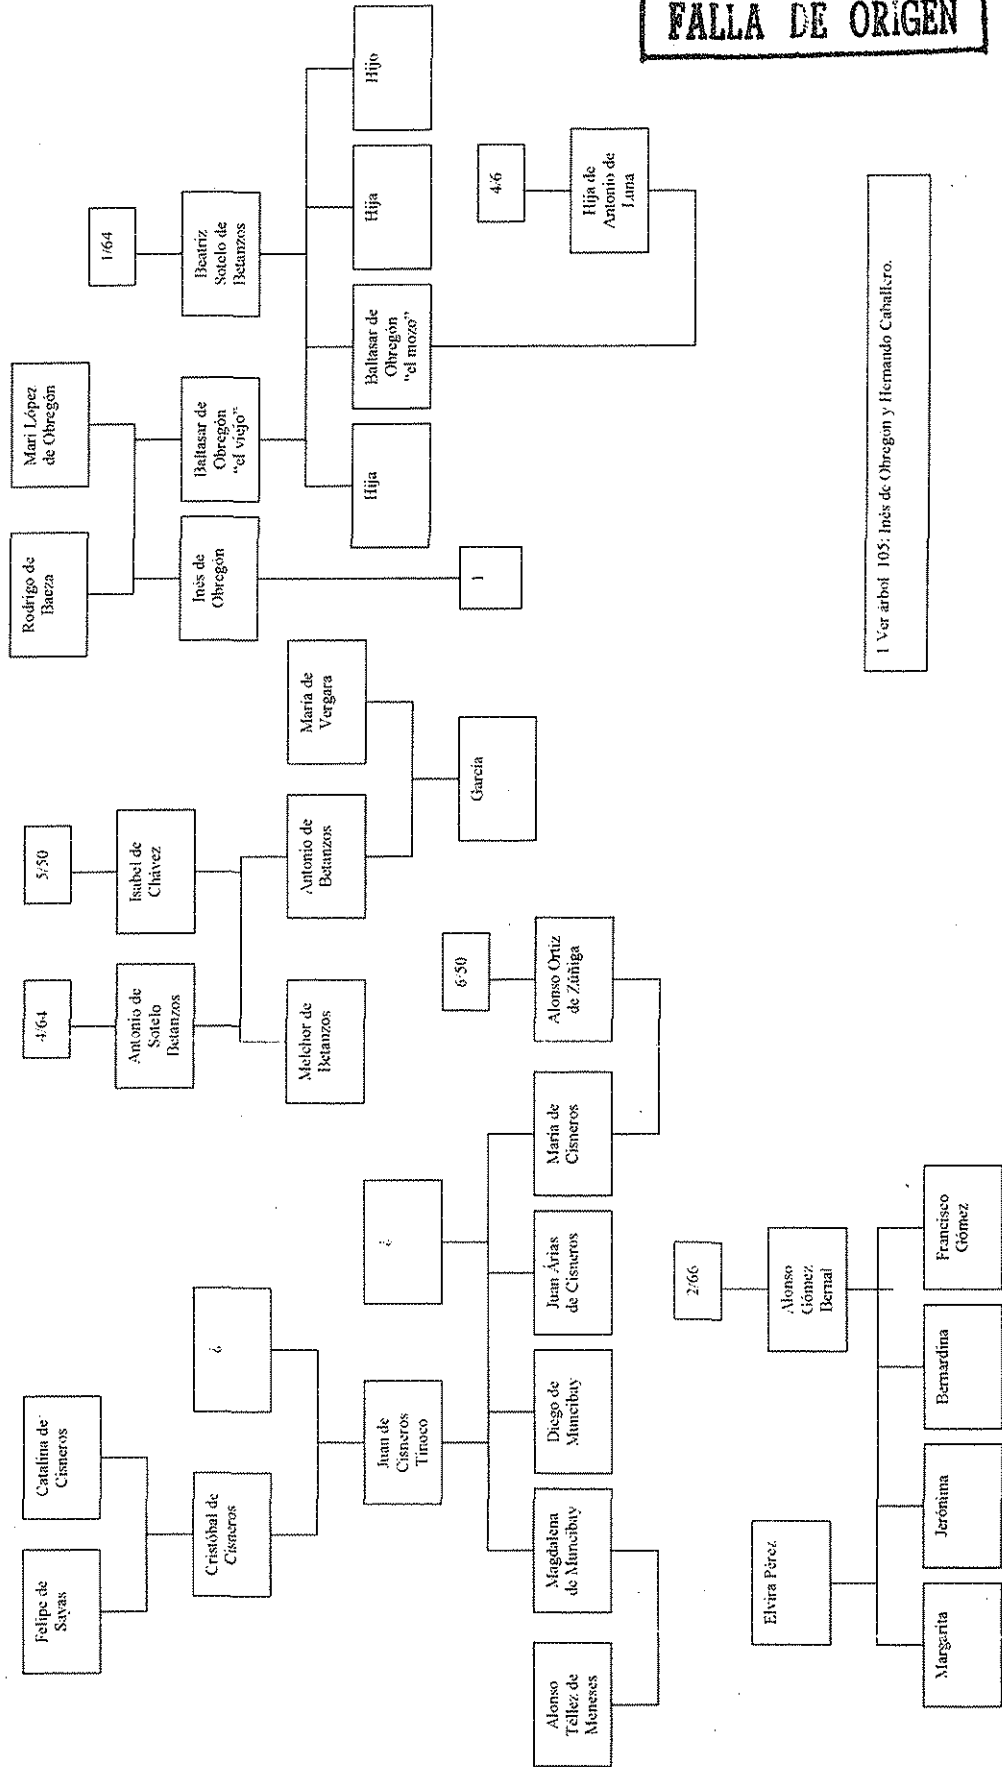 FALLA DE ORIGEN
Felipe de
Sayas
Catalina de
Cisneros
Cristóbal de
Cisneros
¿
Juan de
Cisneros
Tinoco
¿
Alonso
Téllez de
Meneses
Magdalena
de Muncibay
Diego de
Muncibay
Juan Árias
de Cisneros
María de
Cisneros
6/50
Alonso Ortiz
de Zúñiga
4/64
Antonio de
Sotelo
Betanzos
5/50
Isabel de
Chávez
Melchor de
Betanzos
Antonio de
Betanzos
María de
Vergara
García
Rodrigo de
Baeza
Mari López
de Obregón
Inés de
Obregón
Baltasar de
Obregón
"el viejo"
1/64
Beatriz
Sotelo de
Betanzos
1
Hija
Baltasar de
Obregón
"el mozo"
Hija
Hijo
4/6
Hija de
Antonio de
Luna
Elvira Pérez
2/66
Alonso
Gómez
Bernal
Margarita
Jerónima
Bernardina
Francisco
Gómez
1 Ver árbol 105: Inés de Obregón y Hernando Caballero.